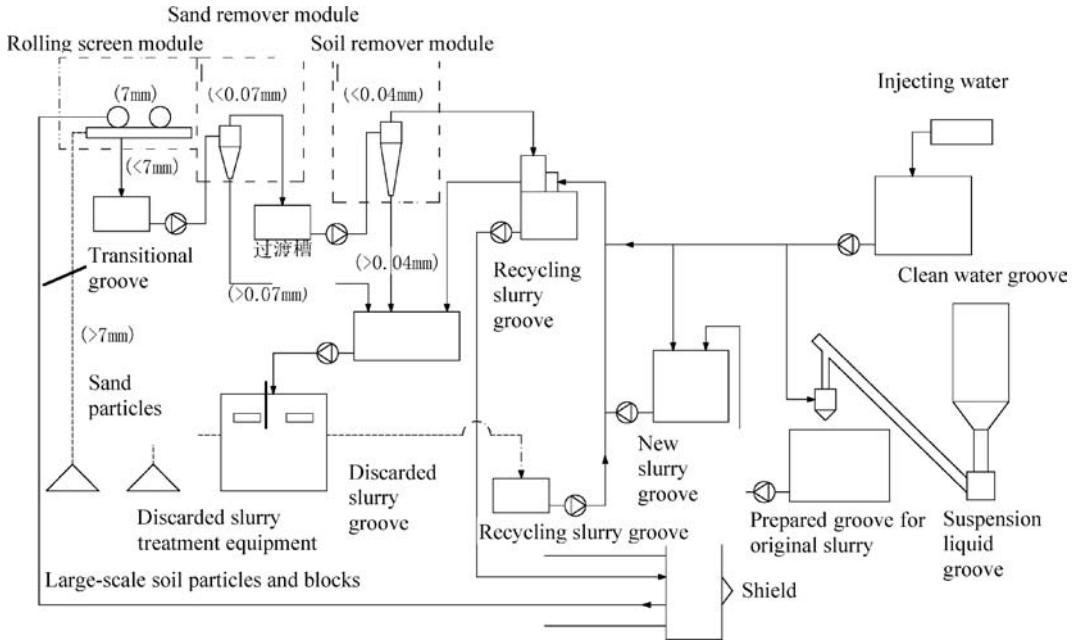 Sand remover module
Rolling screen module
Soil remover module
(7mm)
(<0.07mm)
(<0.04mm)
Injecting water
(<7mm)
过渡槽
Transitional
groove
(>0.04mm)
(>0.07mm)
Recycling
slurry
groove
Clean water groove
(>7mm)
Sand
particles
Discarded
slurry
groove
New
slurry
groove
Discarded slurry
treatment equipment
Recycling slurry groove
Prepared groove for
original slurry
Suspension
liquid
groove
Large-scale soil particles and blocks
Shield